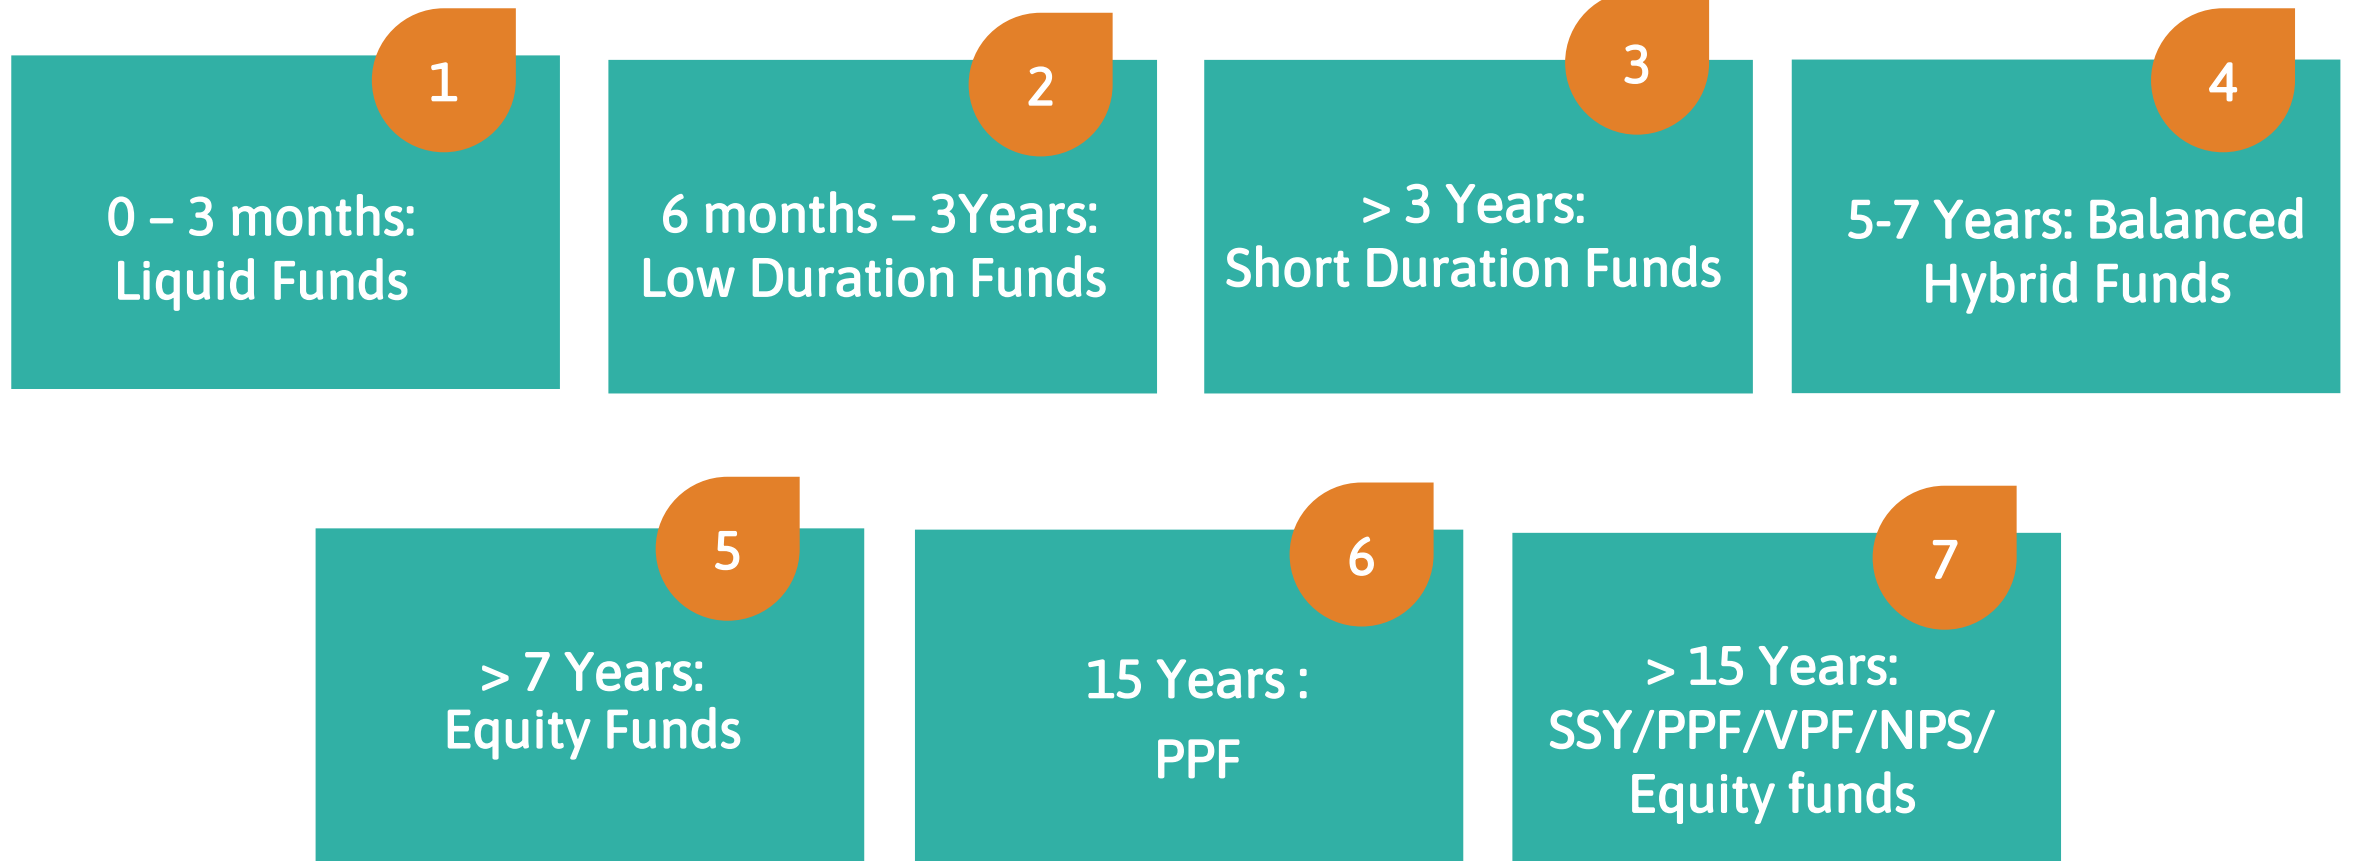 1
0 – 3 months:
Liquid Funds
2
6 months – 3Years:
Low Duration Funds
3
> 3 Years:
Short Duration Funds
4
5-7 Years: Balanced
Hybrid Funds
5
> 7 Years:
Equity Funds
6
15 Years :
PPF
7
> 15 Years:
SSY/PPF/VPF/NPS/
Equity funds